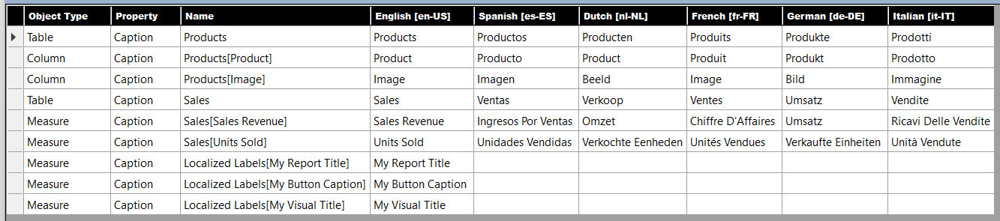 Object Type Property Name English [en-US] Spanish [es-ES] Dutch [nl-NL] French [fr-FR] German [de-DE] Italian [it-IT]
Table Caption Products Products Productos Producten Produits Produkte Prodotti
Column Caption Products[Product] Product Producto Product Produit Produkt Prodotto
Column Caption Products[Image] Image Imagen Beeld Image Bild Immagine
Table Caption Sales Sales Ventas Verkoop Ventes Umsatz Vendite
Measure Caption Sales[Sales Revenue] Sales Revenue Ingresos Por Ventas Omzet Chiffre D'Affaires Umsatz Ricavi Delle Vendite
Measure Caption Sales[Units Sold] Units Sold Unidades Vendidas Verkochte Eenheden Unités Vendues Verkaufte Einheiten Unità Vendute
Measure Caption Localized Labels[My Report Title] My Report Title
Measure Caption Localized Labels[My Button Caption] My Button Caption
Measure Caption Localized Labels[My Visual Title] My Visual Title